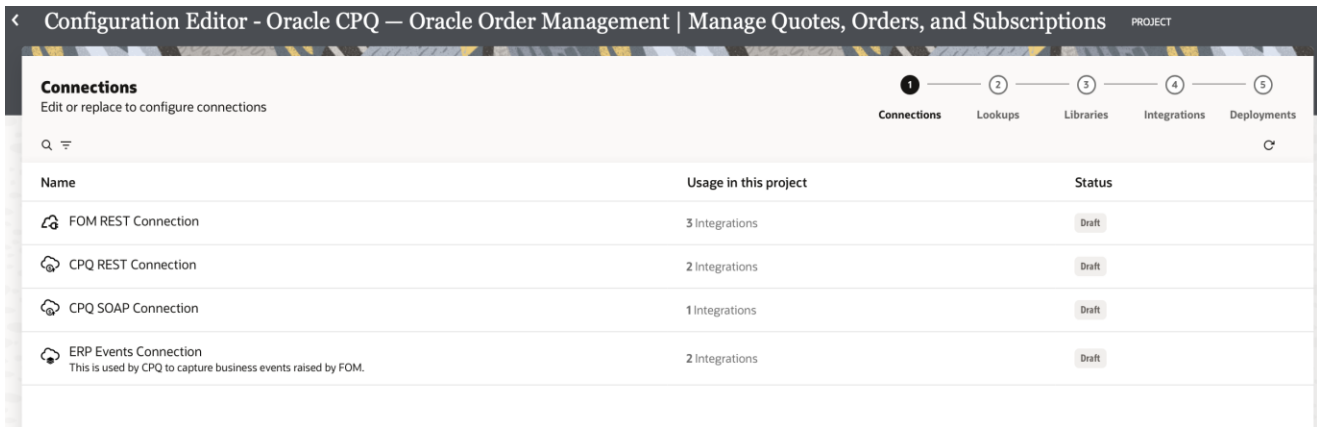 Configuration Editor - Oracle CPQ — Oracle Order Management | Manage Quotes, Orders, and Subscriptions PROJECT
Connections
Edit or replace to configure connections
1 2 3 4 5
Connections Lookups Libraries Integrations Deployments
Name Usage in this project Status
FOM REST Connection 3 Integrations Draft
CPQ REST Connection 2 Integrations Draft
CPQ SOAP Connection 1 Integrations Draft
ERP Events Connection
This is used by CPQ to capture business events raised by FOM. 2 Integrations Draft